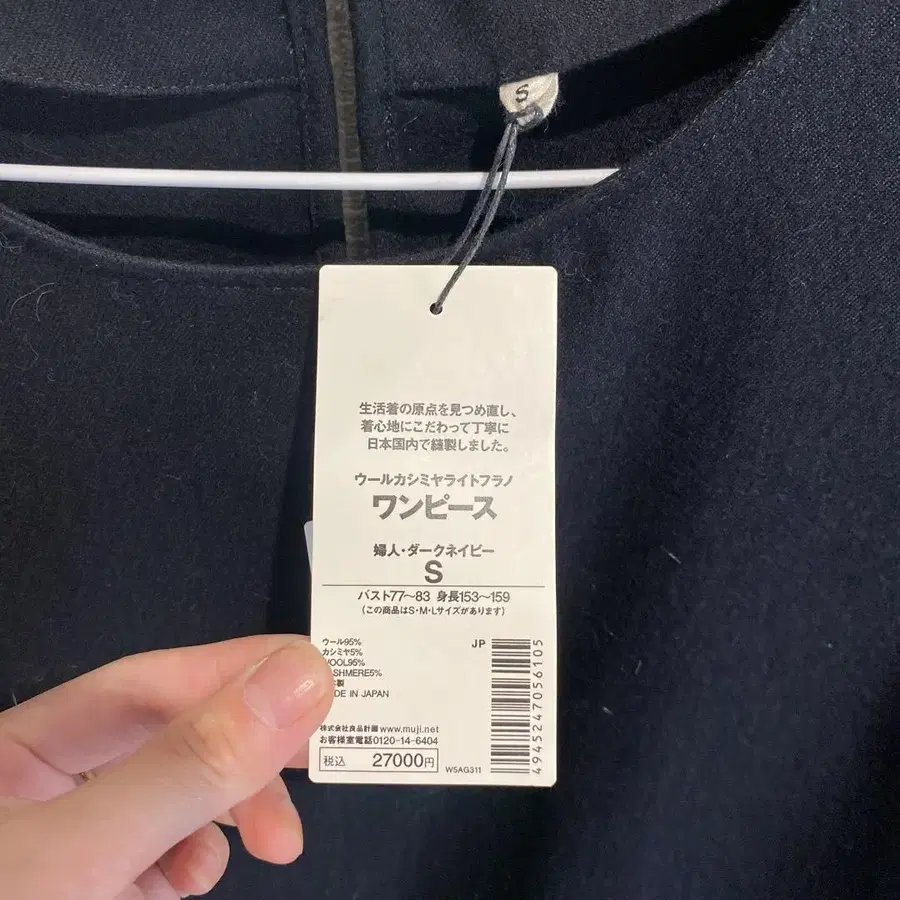 S
生活着の原点を見つめ直し、
着心地にこだわって丁寧に
日本国内で縫製しました。
ウールカシミヤライトフラノ
ワンピース
婦人・ダークネイビー
S
バスト77〜83 身長153〜159
(この商品はS・M・Lサイズがあります)
ウール95%
カシミヤ5%
WOOL95%
SHMERE5%
製
DE IN JAPAN
JP
4945247056105
株式会社良品計画 www.muji.net
お客様室電話0120-14-6404
税込 27000円
W5AG311